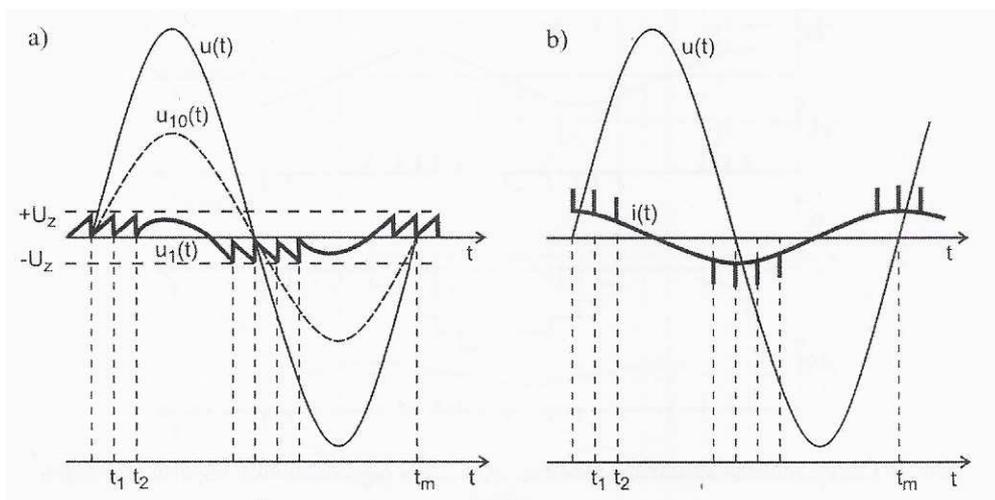 a)
u(t)
u10(t)
+Uz
u1(t)
-Uz
t
t1 t2
tm
t
b)
u(t)
i(t)
t
t1 t2
tm
t